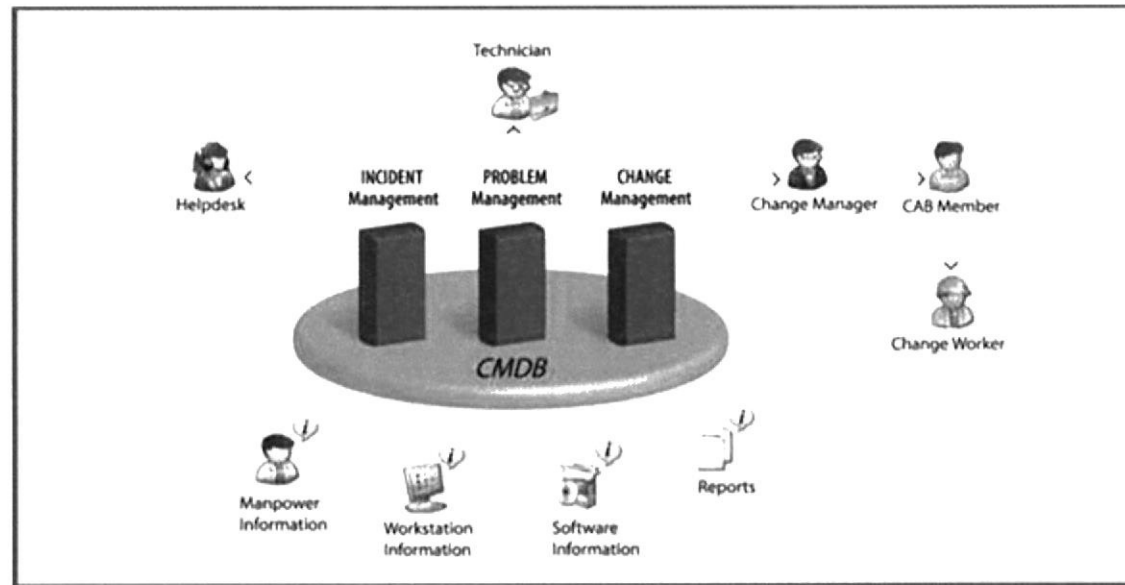 Technician
Helpdesk
INCIDENT
Management
PROBLEM
Management
CHANGE
Management
Change Manager
CAB Member
Change Worker
CMDB
Manpower
Information
Workstation
Information
Software
Information
Reports